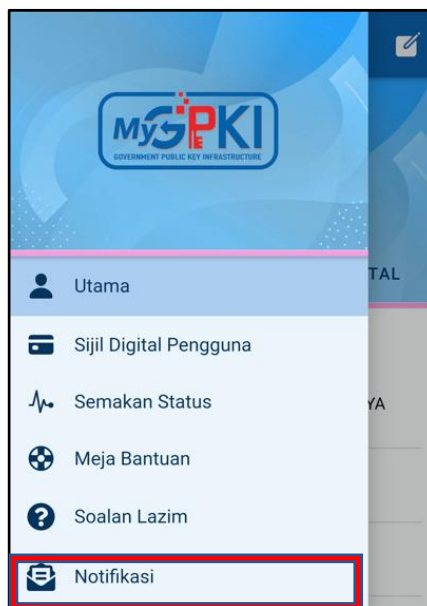 MyGPKI
GOVERNMENT PUBLIC KEY INFRASTRUCTURE
TAL
Utama
Sijil Digital Pengguna
Semakan Status
YA
Meja Bantuan
Soalan Lazim
Notifikasi